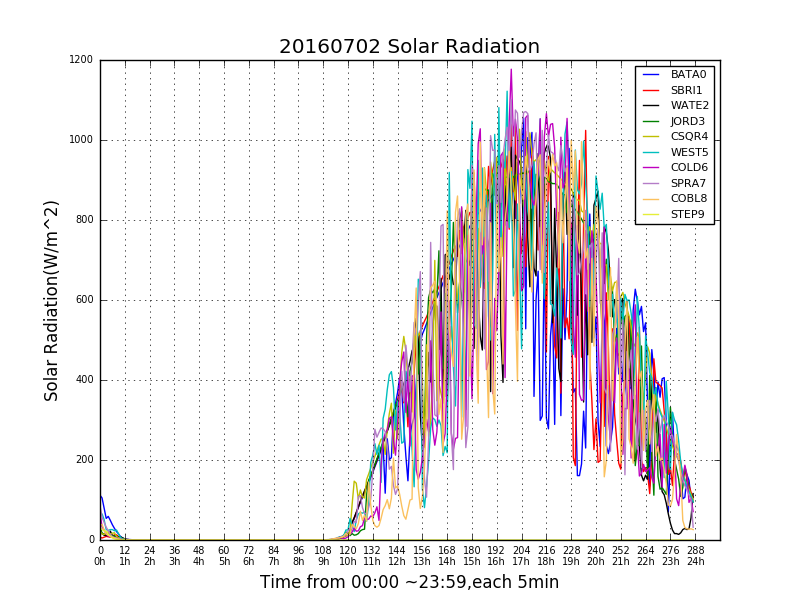 20160702 Solar Radiation
Solar Radiation(W/m^2)
1200
1000
800
600
400
200
0
BATA0
SBRI1
WATE2
JORD3
CSQR4
WEST5
COLD6
SPRA7
COBL8
STEP9
0 12 24 36 48 60 72 84 96 108 120 132 144 156 168 180 192 204 216 228 240 252 264 276 288
0h 1h 2h 3h 4h 5h 6h 7h 8h 9h 10h 11h 12h 13h 14h 15h 16h 17h 18h 19h 20h 21h 22h 23h 24h
Time from 00:00 ~23:59,each 5min